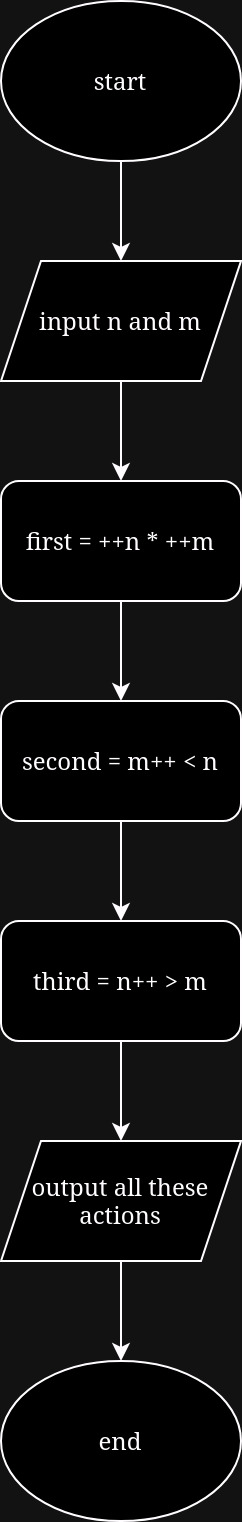 start
input n and m
first = ++n * ++m
second = m++ < n
third = n++ > m
output all these
actions
end